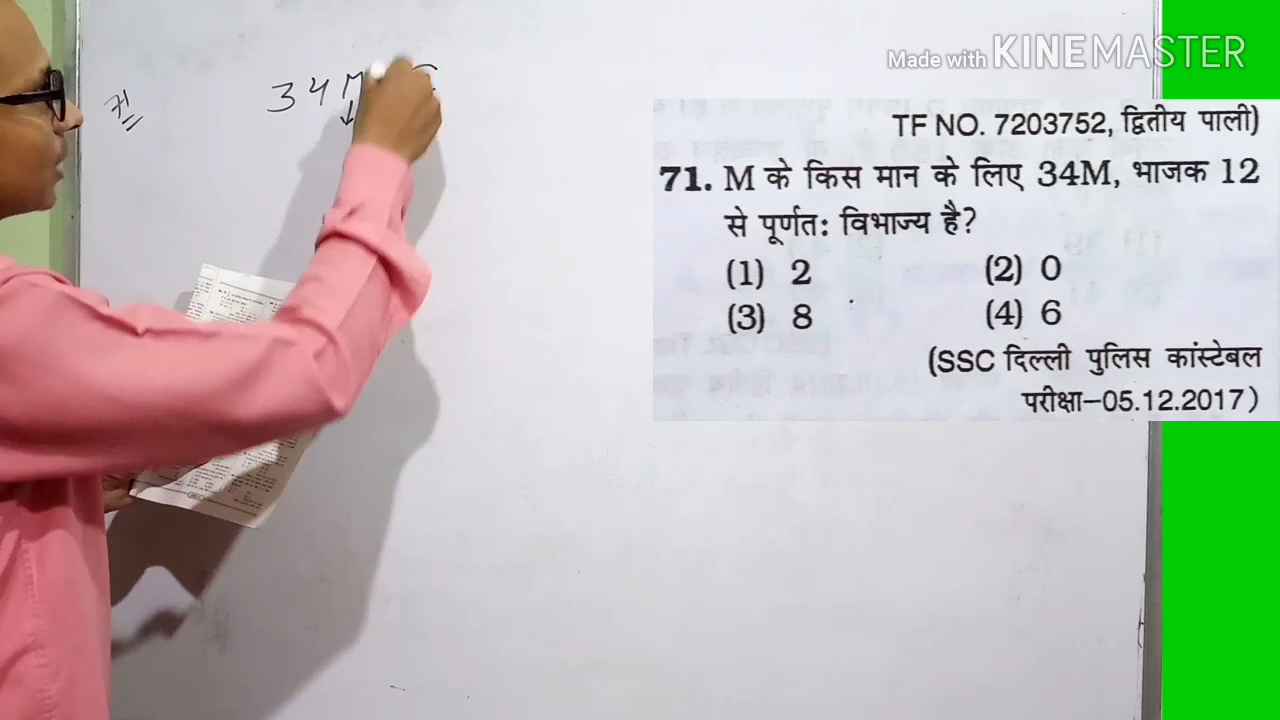 Made with KINEMASTER
TF NO. 7203752, द्वितीय पाली)
71. M के किस मान के लिए 34M, भाजक 12
से पूर्णतः विभाज्य है?
(1) 2 (2) 0
(3) 8 (4) 6
(SSC दिल्ली पुलिस कांस्टेबल
परीक्षा–05.12.2017)
34M